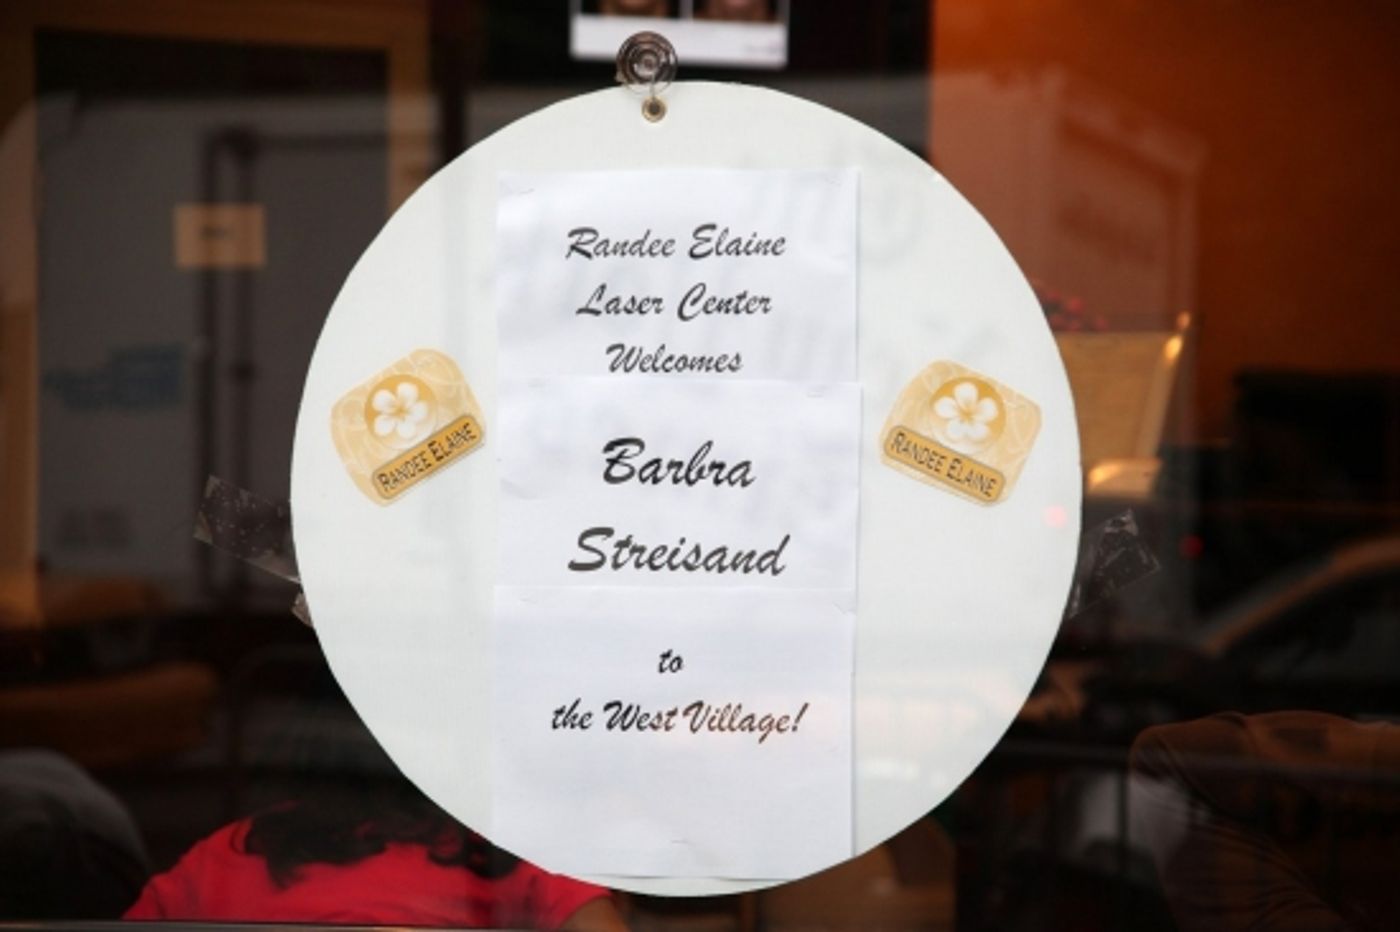 Randee Elaine
Laser Center
Welcomes
RANDEE ELAINE
RANDEE ELAINE
Barbra
Streisand
to
the West Village!